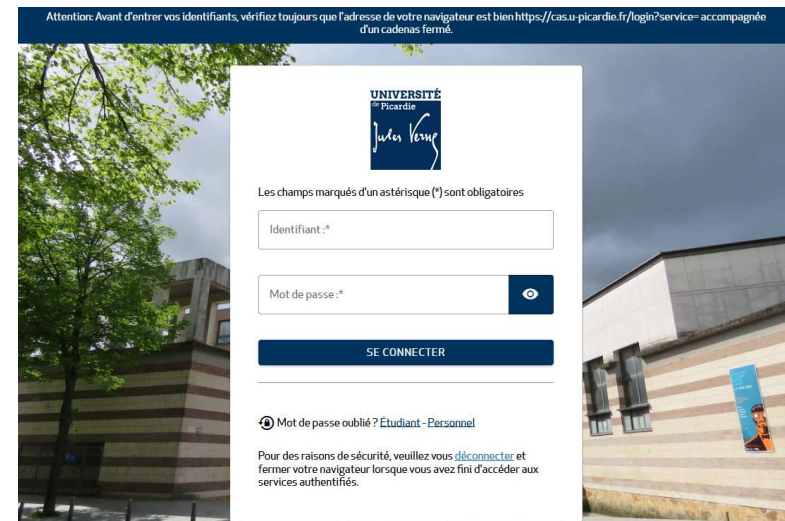 Attention: Avant d'entrer vos identifiants, vérifiez toujours que l'adresse de votre navigateur est bien https://cas.u-picardie.fr/login?service= accompagnée
d'un cadenas fermé.
UNIVERSITÉ
de Picardie
Jules Verne
Les champs marqués d'un astérisque (*) sont obligatoires
Identifiant :*
Mot de passe :*
SE CONNECTER
Mot de passe oublié ? Étudiant - Personnel
Pour des raisons de sécurité, veuillez vous déconnecter et
fermer votre navigateur lorsque vous avez fini d'accéder aux
services authentifiés.